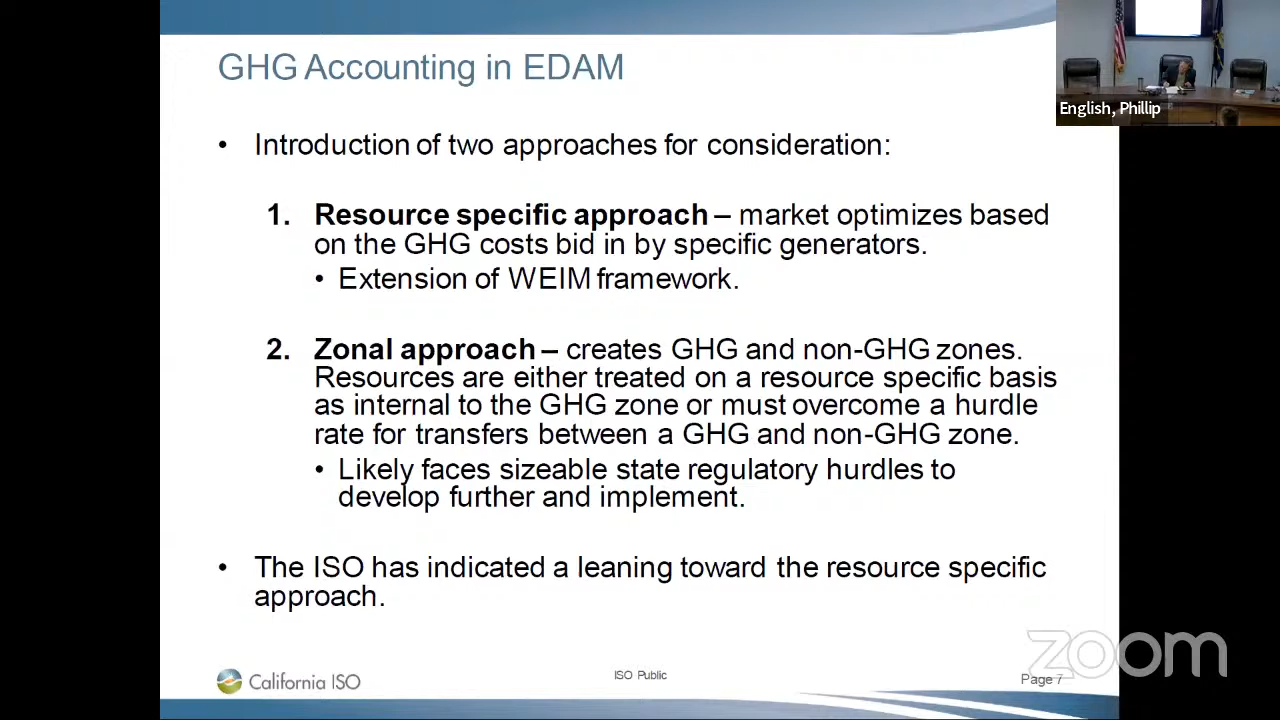 GHG Accounting in EDAM
English, Phillip
• Introduction of two approaches for consideration:
1. Resource specific approach – market optimizes based
on the GHG costs bid in by specific generators.
• Extension of WEIM framework.
2. Zonal approach – creates GHG and non-GHG zones.
Resources are either treated on a resource specific basis
as internal to the GHG zone or must overcome a hurdle
rate for transfers between a GHG and non-GHG zone.
• Likely faces sizeable state regulatory hurdles to
develop further and implement.
• The ISO has indicated a leaning toward the resource specific
approach.
zoom
California ISO
ISO Public
Page 7